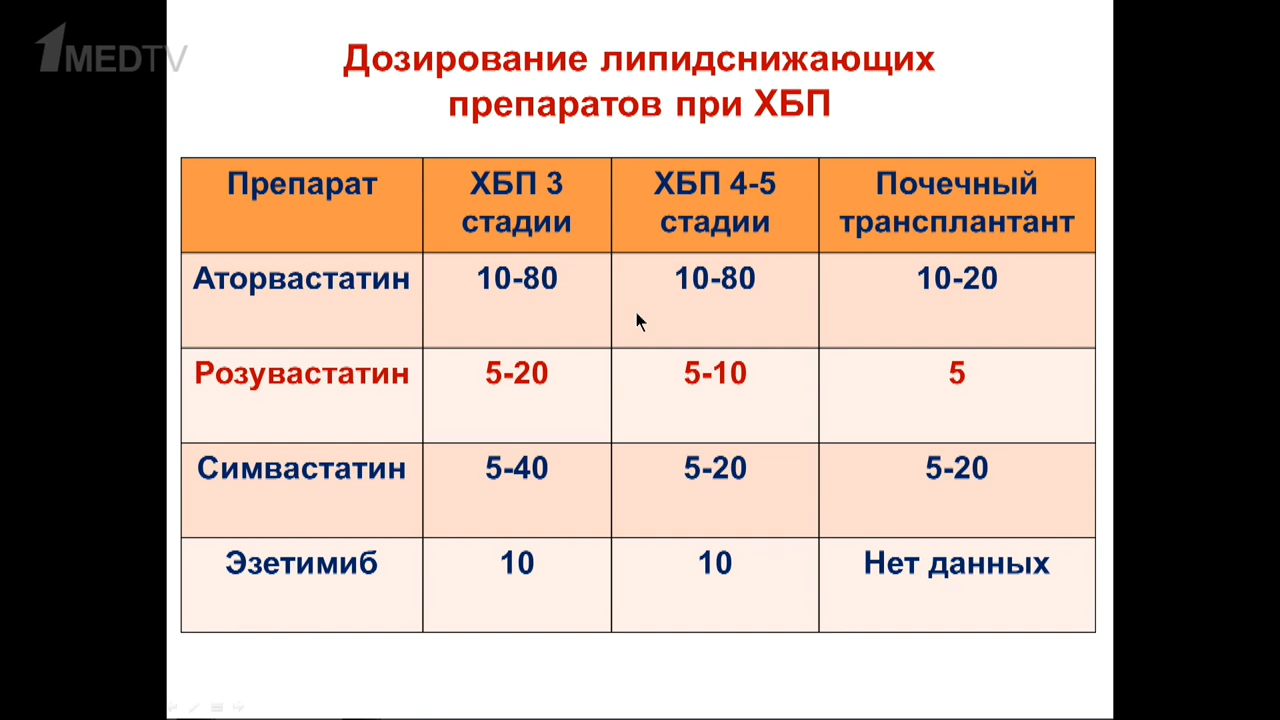 1MEDTV
Дозирование липидснижающих
препаратов при ХБП
Препарат
ХБП 3
стадии
ХБП 4-5
стадии
Почечный
трансплантант
Аторвастатин
10-80
10-80
10-20
Розувастатин
5-20
5-10
5
Симвастатин
5-40
5-20
5-20
Эзетимиб
10
10
Нет данных